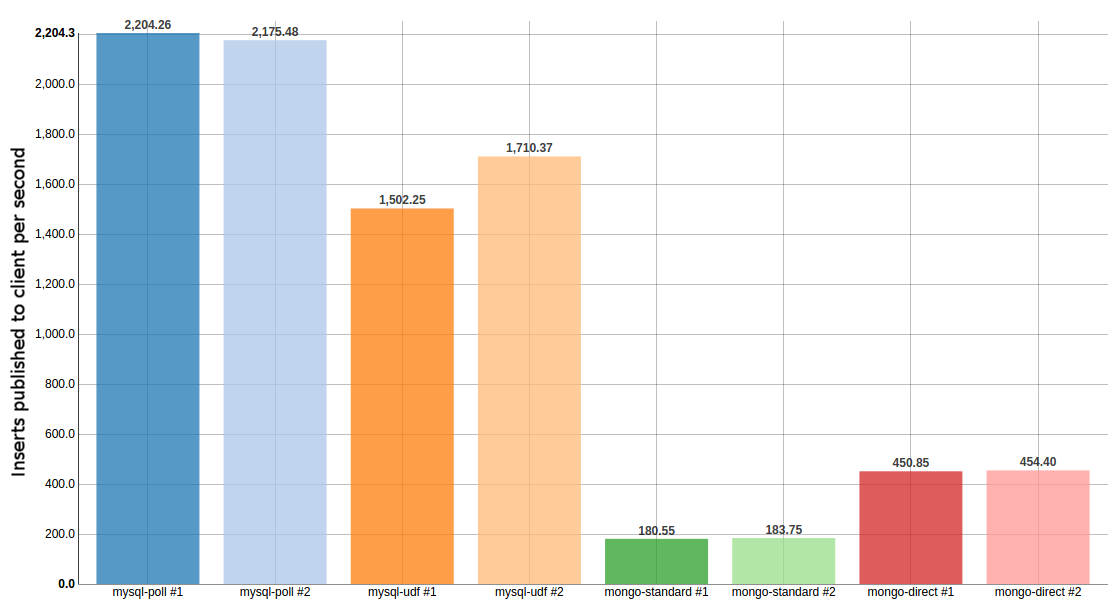 Inserts published to client per second
2,204.3
2,000.0
1,800.0
1,600.0
1,400.0
1,200.0
1,000.0
800.0
600.0
400.0
200.0
0.0
2,204.26
2,175.48
1,502.25
1,710.37
180.55
183.75
450.85
454.40
mysql-poll #1
mysql-poll #2
mysql-udf #1
mysql-udf #2
mongo-standard #1
mongo-standard #2
mongo-direct #1
mongo-direct #2